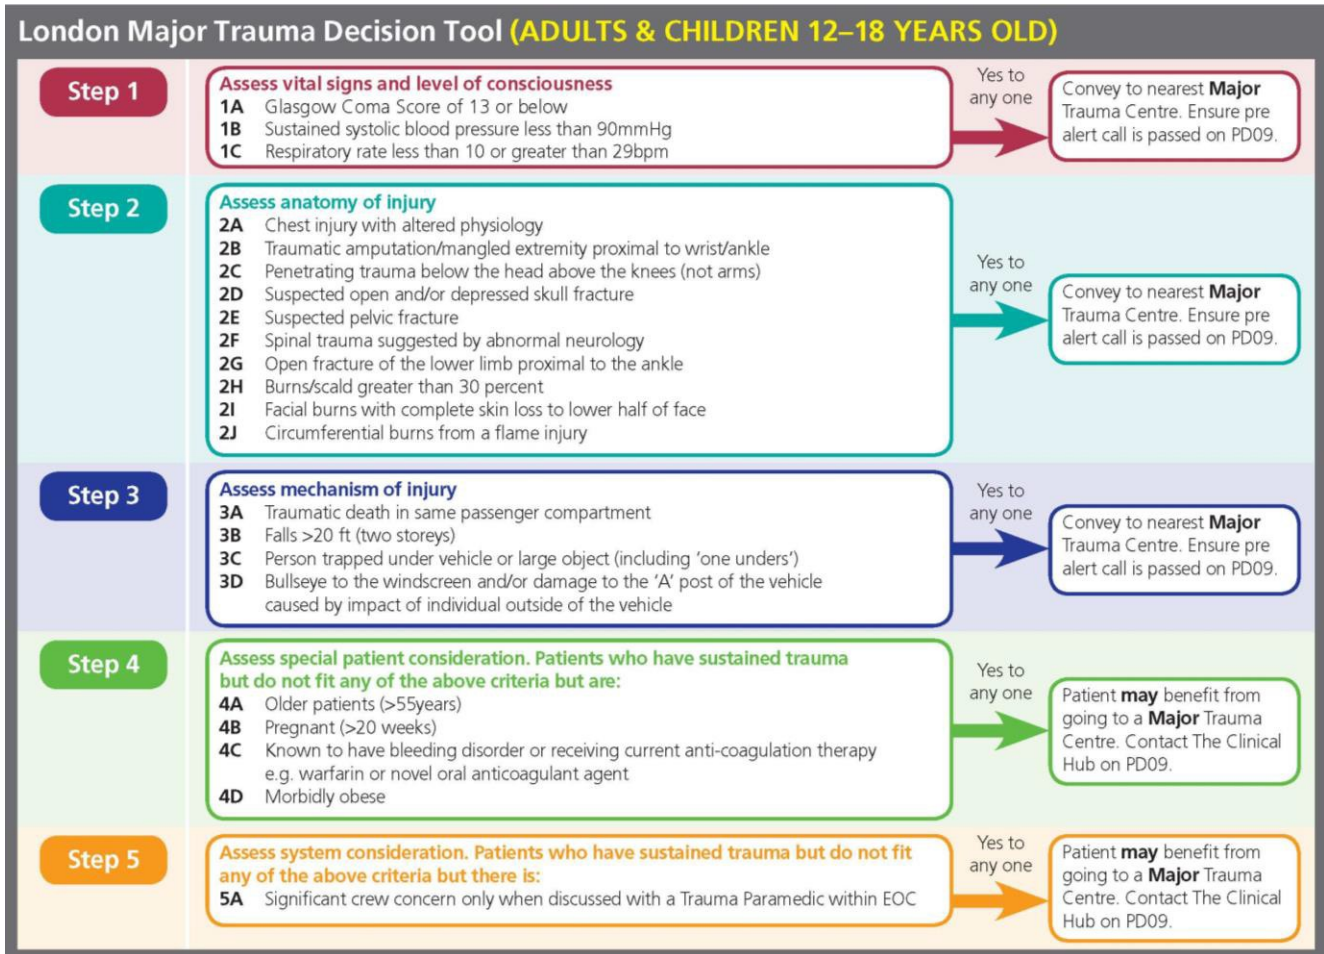 London Major Trauma Decision Tool (ADULTS & CHILDREN 12–18 YEARS OLD)
Step 1
Assess vital signs and level of consciousness
1A Glasgow Coma Score of 13 or below
1B Sustained systolic blood pressure less than 90mmHg
1C Respiratory rate less than 10 or greater than 29bpm
Yes to
any one
Convey to nearest Major
Trauma Centre. Ensure pre
alert call is passed on PD09.
Step 2
Assess anatomy of injury
2A Chest injury with altered physiology
2B Traumatic amputation/mangled extremity proximal to wrist/ankle
2C Penetrating trauma below the head above the knees (not arms)
2D Suspected open and/or depressed skull fracture
2E Suspected pelvic fracture
2F Spinal trauma suggested by abnormal neurology
2G Open fracture of the lower limb proximal to the ankle
2H Burns/scald greater than 30 percent
2I Facial burns with complete skin loss to lower half of face
2J Circumferential burns from a flame injury
Yes to
any one
Convey to nearest Major
Trauma Centre. Ensure pre
alert call is passed on PD09.
Step 3
Assess mechanism of injury
3A Traumatic death in same passenger compartment
3B Falls >20 ft (two storeys)
3C Person trapped under vehicle or large object (including ‘one unders’)
3D Bullseye to the windscreen and/or damage to the ‘A’ post of the vehicle
caused by impact of individual outside of the vehicle
Yes to
any one
Convey to nearest Major
Trauma Centre. Ensure pre
alert call is passed on PD09.
Step 4
Assess special patient consideration. Patients who have sustained trauma
but do not fit any of the above criteria but are:
4A Older patients (>55years)
4B Pregnant (>20 weeks)
4C Known to have bleeding disorder or receiving current anti-coagulation therapy
e.g. warfarin or novel oral anticoagulant agent
4D Morbidly obese
Yes to
any one
Patient may benefit from
going to a Major Trauma
Centre. Contact The Clinical
Hub on PD09.
Step 5
Assess system consideration. Patients who have sustained trauma but do not fit
any of the above criteria but there is:
5A Significant crew concern only when discussed with a Trauma Paramedic within EOC
Yes to
any one
Patient may benefit from
going to a Major Trauma
Centre. Contact The Clinical
Hub on PD09.